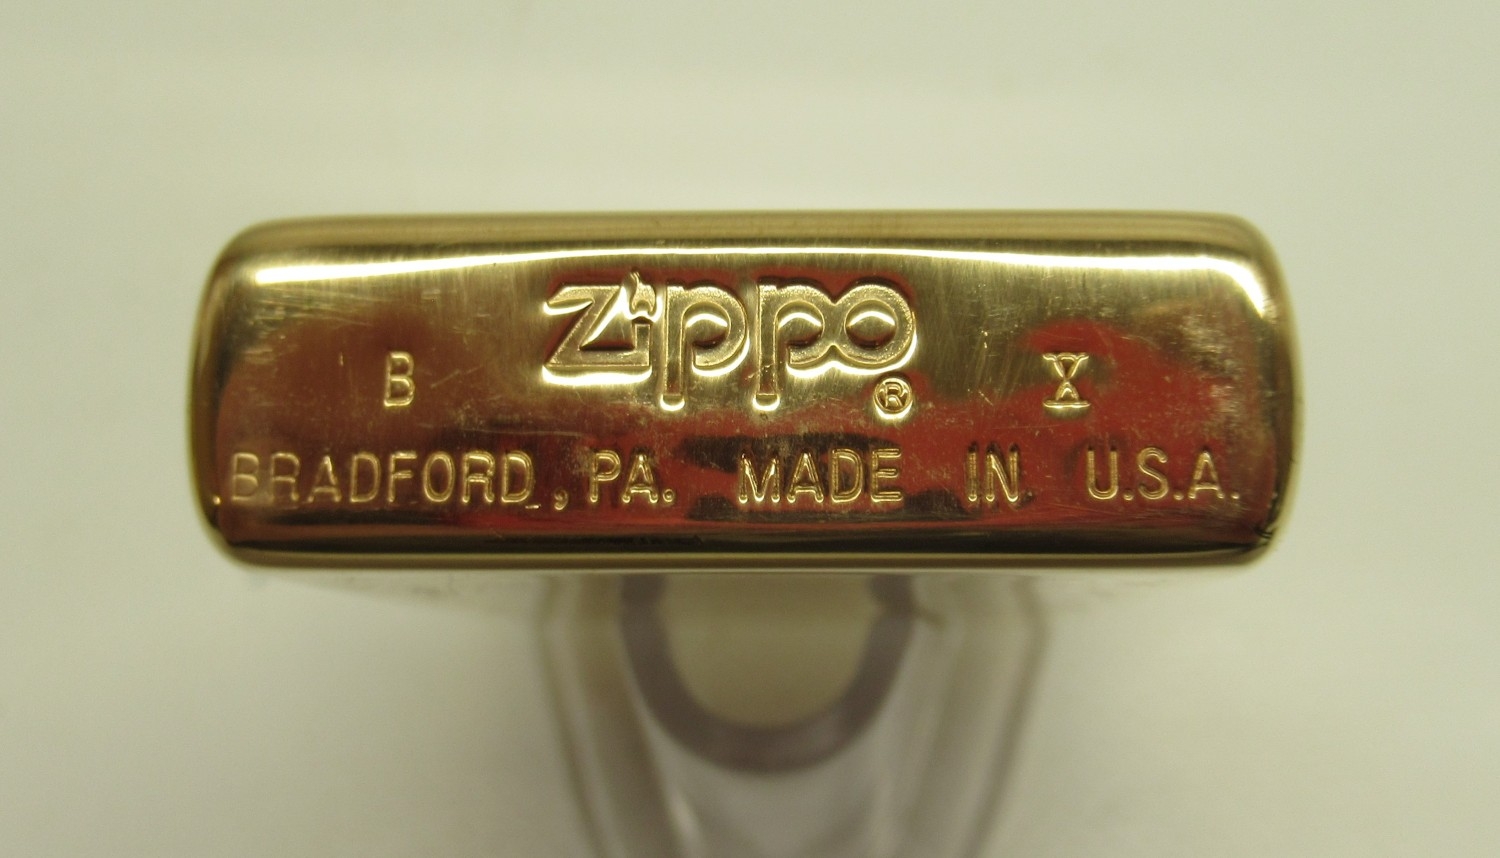 Zippo ®
B X
BRADFORD, PA. MADE IN U.S.A.